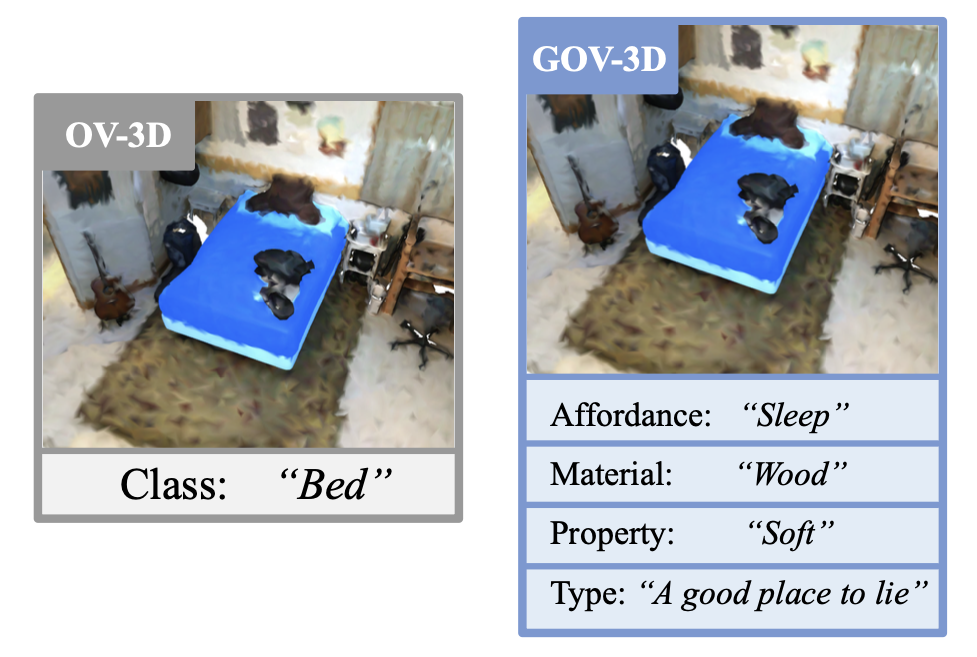 OV-3D
Class: “Bed”
GOV-3D
Affordance: “Sleep”
Material: “Wood”
Property: “Soft”
Type: “A good place to lie”